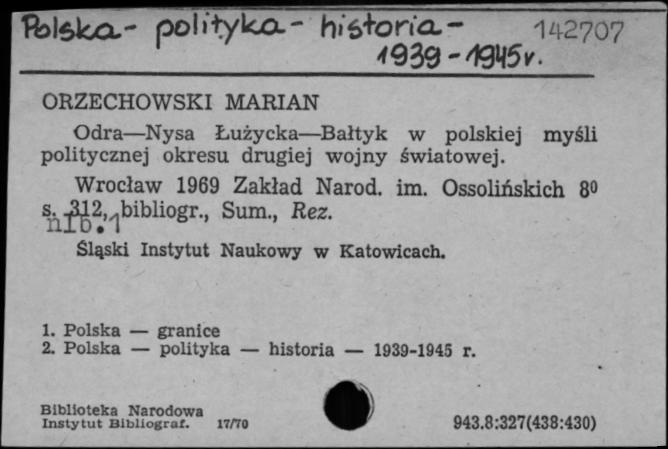 Polska - polityka - historia - 142707
1939-1945r.
ORZECHOWSKI MARIAN
Odra—Nysa Łużycka—Bałtyk w polskiej myśli
politycznej okresu drugiej wojny światowej.
Wrocław 1969 Zakład Narod. im. Ossolińskich 8⁰
s. 312, bibliogr., Sum., Rez.
nlb.1
Śląski Instytut Naukowy w Katowicach.
1. Polska — granice
2. Polska — polityka — historia — 1939-1945 r.
Biblioteka Narodowa
Instytut Bibliograf. 17/70 943.8:327(438:430)